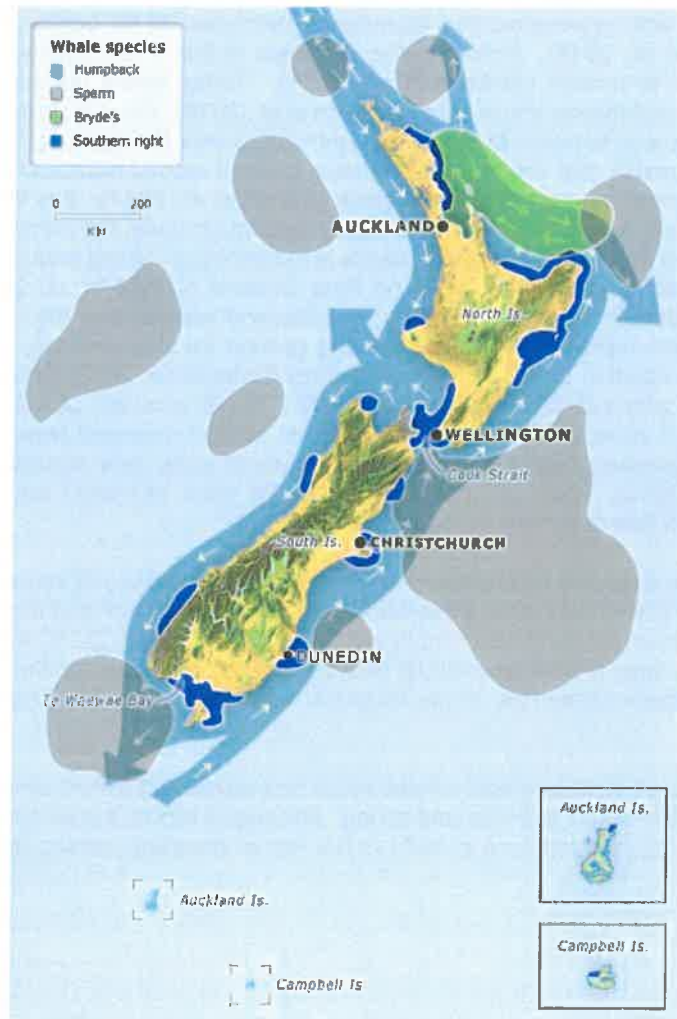 Whale species
Humpback
Sperm
Bryde's
Southern right
0 200
AUCKLAND
North Is.
WELLINGTON
Cook Strait
South Is.
CHRISTCHURCH
DUNEDIN
Te Waewae Bay
Auckland Is.
Auckland Is.
Campbell Is.
Campbell Is